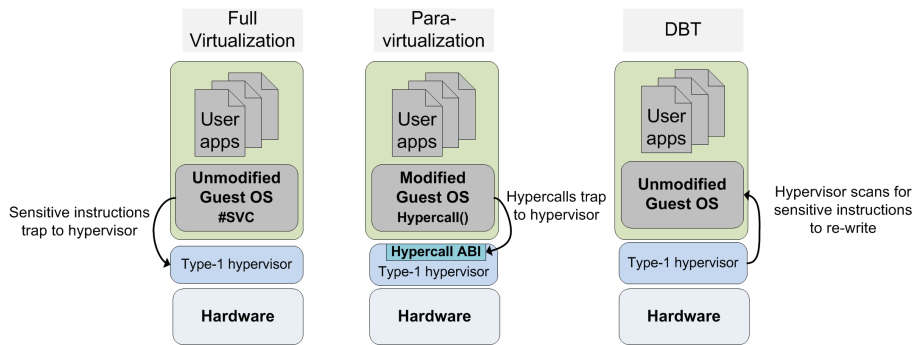 Full
Virtualization
Para-
virtualization
DBT
User
apps
Unmodified
Guest OS
#SVC
Sensitive instructions
trap to hypervisor
Type-1 hypervisor
Hardware
User
apps
Modified
Guest OS
Hypercall()
Hypercalls trap
to hypervisor
Hypercall ABI
Type-1 hypervisor
Hardware
User
apps
Unmodified
Guest OS
Hypervisor scans for
sensitive instructions
to re-write
Type-1 hypervisor
Hardware